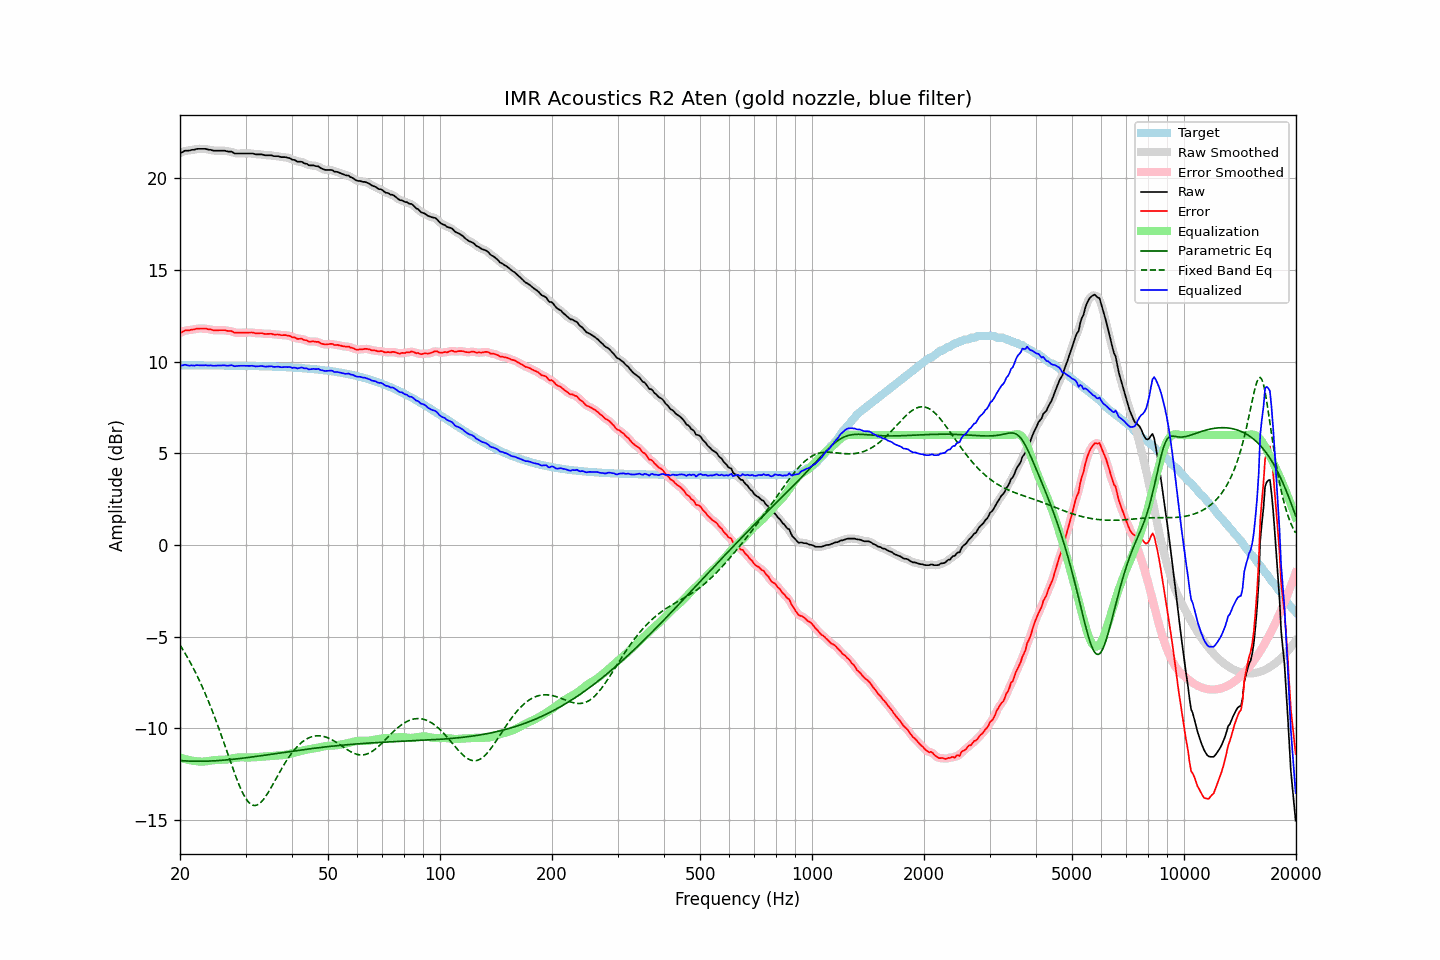 IMR Acoustics R2 Aten (gold nozzle, blue filter)
Target
Raw Smoothed
Error Smoothed
Raw
Error
Equalization
Parametric Eq
Fixed Band Eq
Equalized
Amplitude (dBr)
20
15
10
5
0
−5
−10
−15
20 50 100 200 500 1000 2000 5000 10000 20000
Frequency (Hz)